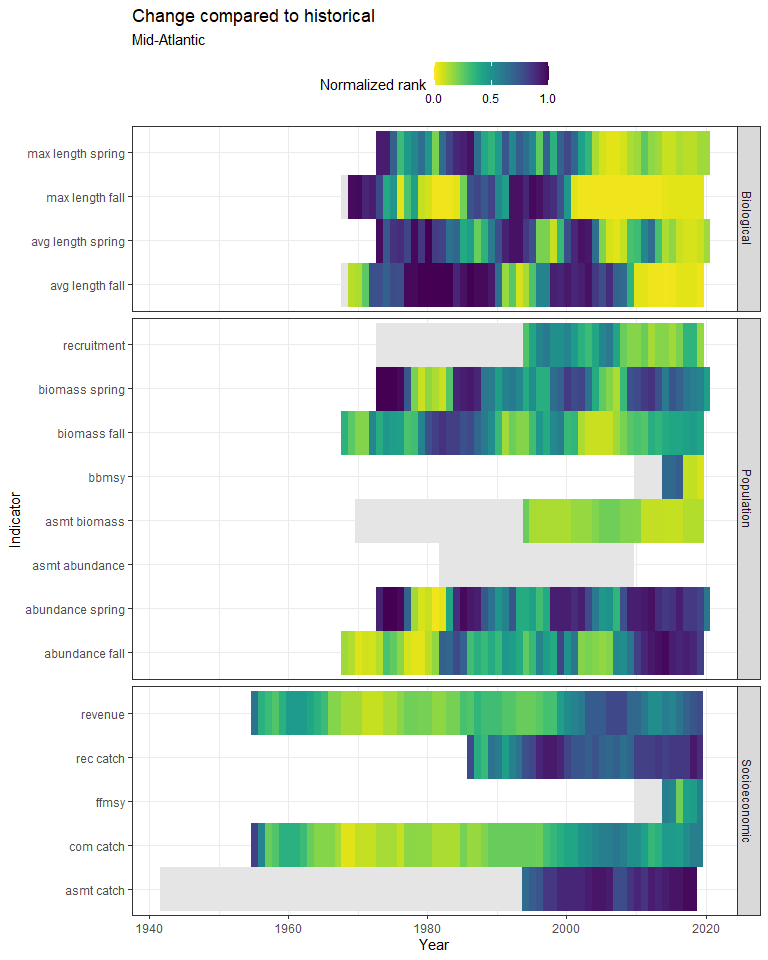 Change compared to historical
Mid-Atlantic
Normalized rank
0.0 0.5 1.0
Indicator
max length spring
max length fall
avg length spring
avg length fall
Biological
recruitment
biomass spring
biomass fall
bbmsy
asmt biomass
asmt abundance
abundance spring
abundance fall
Population
revenue
rec catch
ffmsy
com catch
asmt catch
Socioeconomic
1940 1960 1980 2000 2020
Year